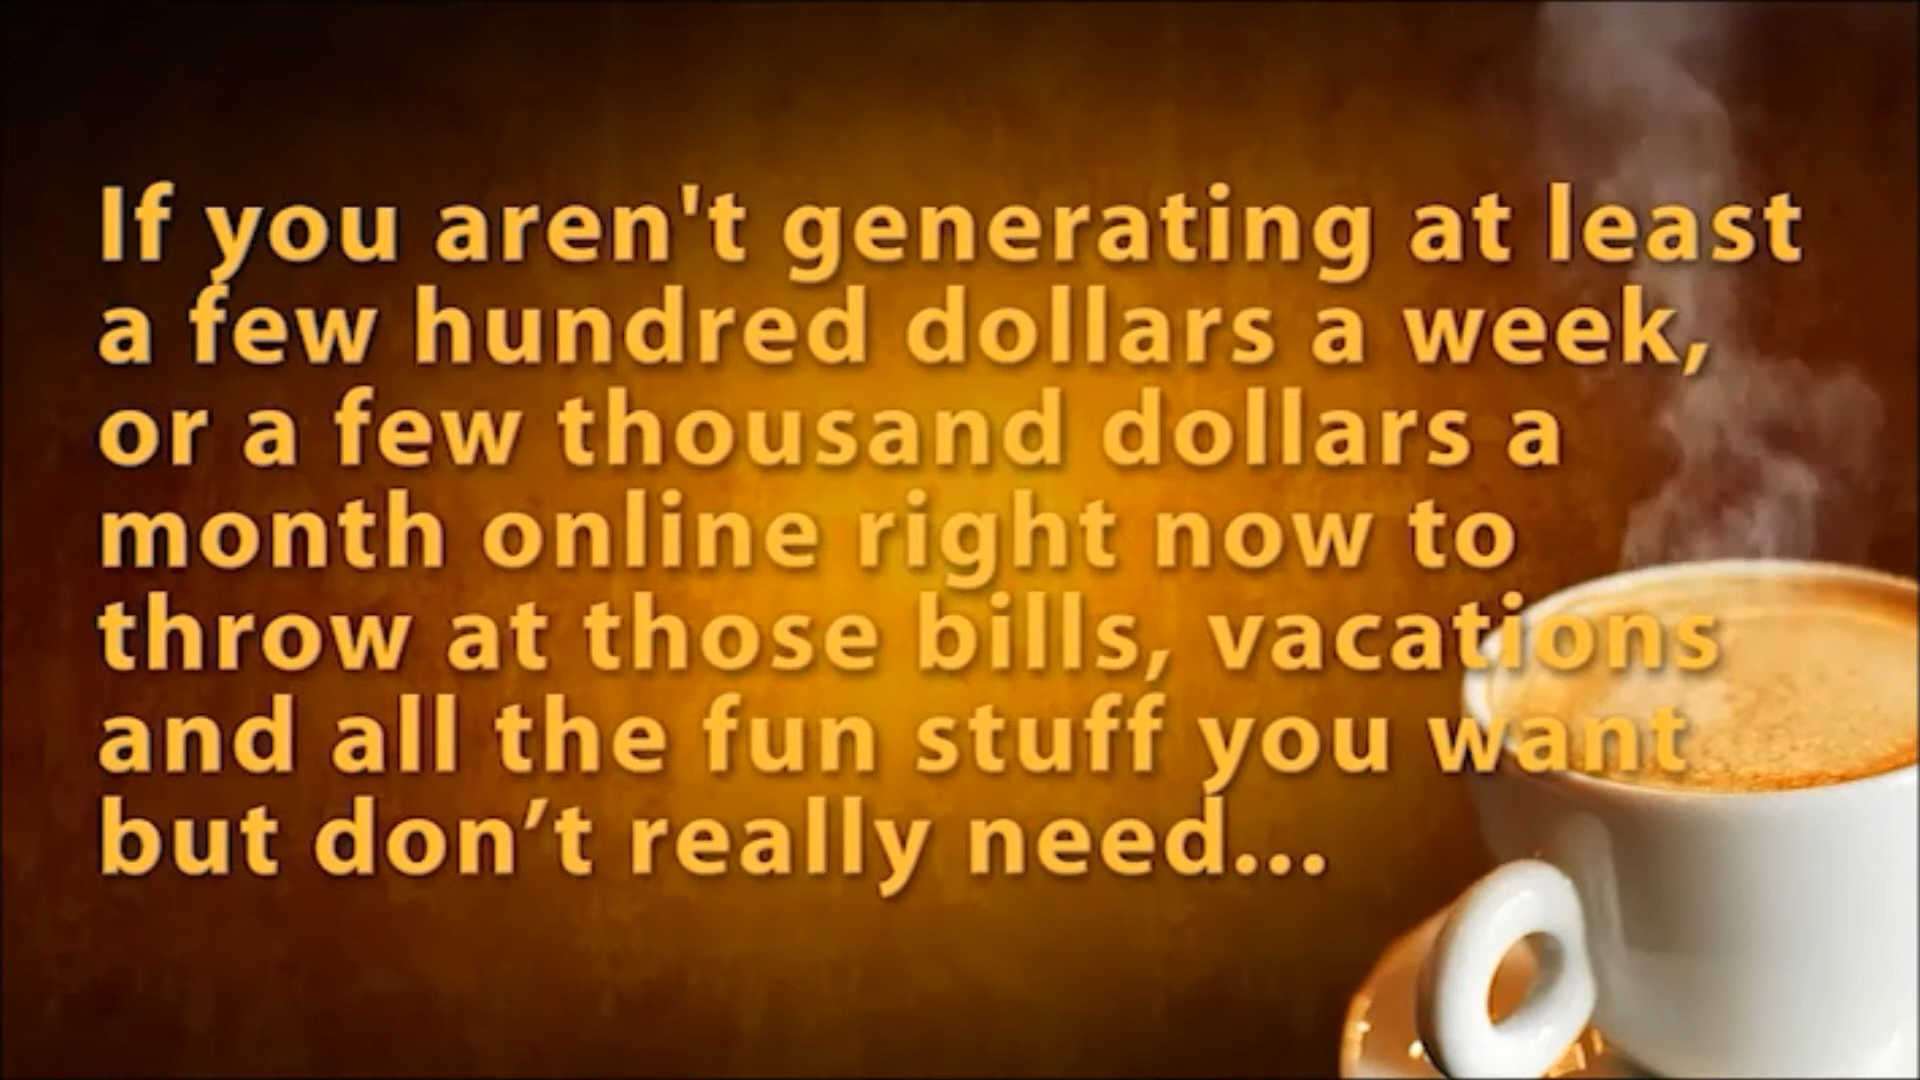 If you aren't generating at least
a few hundred dollars a week,
or a few thousand dollars a
month online right now to
throw at those bills, vacations
and all the fun stuff you want
but don’t really need...